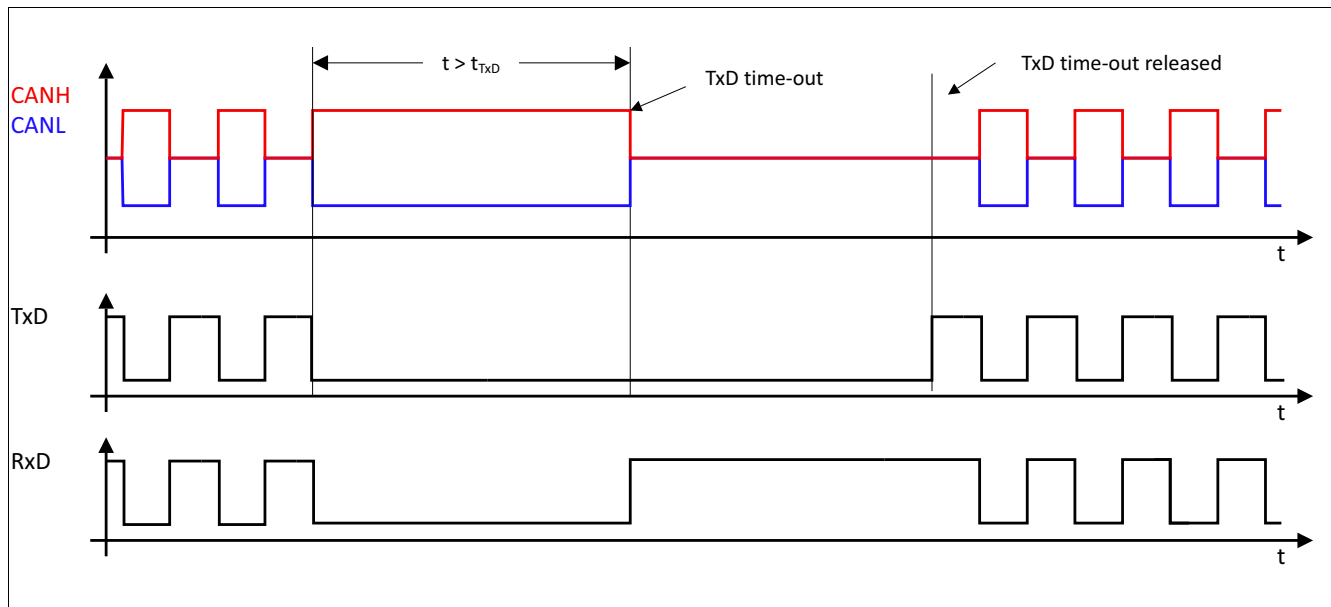 t > tTxD
TxD time-out
TxD time-out released
CANH
CANL
t
TxD
t
RxD
t